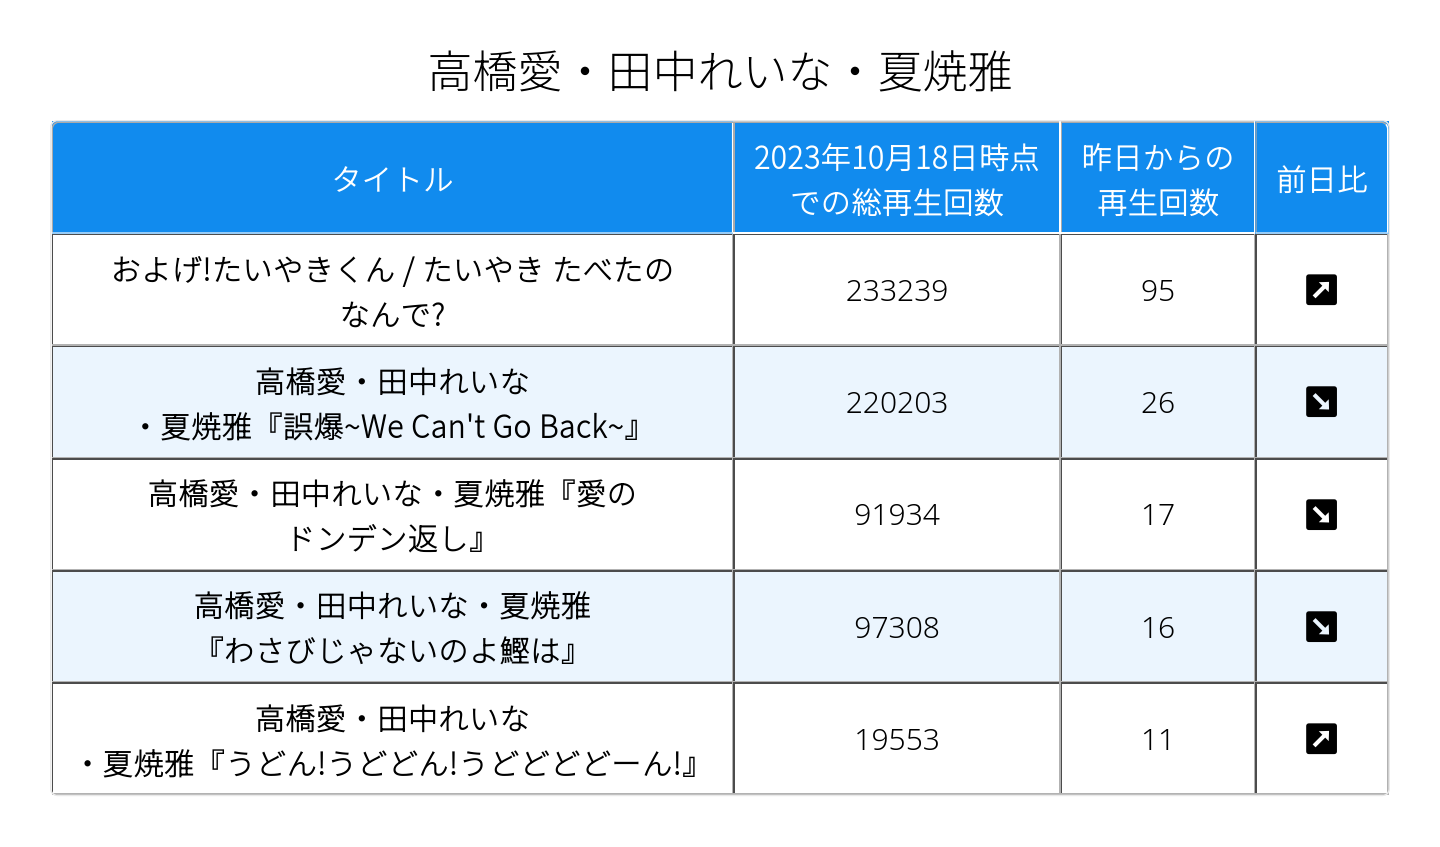 高橋愛・田中れいな・夏焼雅
タイトル
2023年10月18日時点
での総再生回数
昨日からの
再生回数
前日比
およげ!たいやきくん / たいやき たべたの
なんで?
233239
95
高橋愛・田中れいな
・夏焼雅『誤爆~We Can't Go Back~』
220203
26
高橋愛・田中れいな・夏焼雅『愛の
ドンデン返し』
91934
17
高橋愛・田中れいな・夏焼雅
『わさびじゃないのよ鰹は』
97308
16
高橋愛・田中れいな
・夏焼雅『うどん!うどどん!うどどどどーん!』
19553
11